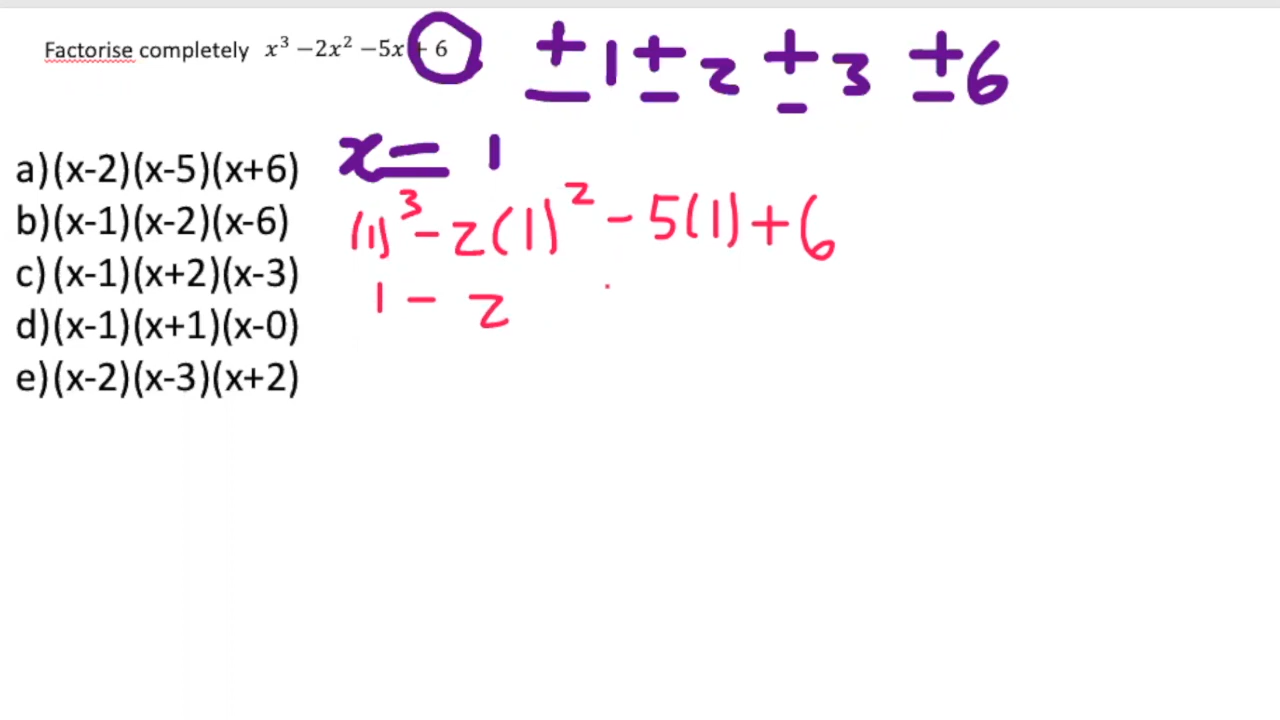 Factorise completely x³ −2x² −5x + 6
±1 ±2 ±3 ±6
x = 1
a)(x-2)(x-5)(x+6)
b)(x-1)(x-2)(x-6)
(1)³ - 2(1)² - 5(1) + 6
c)(x-1)(x+2)(x-3)
1 - 2
d)(x-1)(x+1)(x-0)
e)(x-2)(x-3)(x+2)